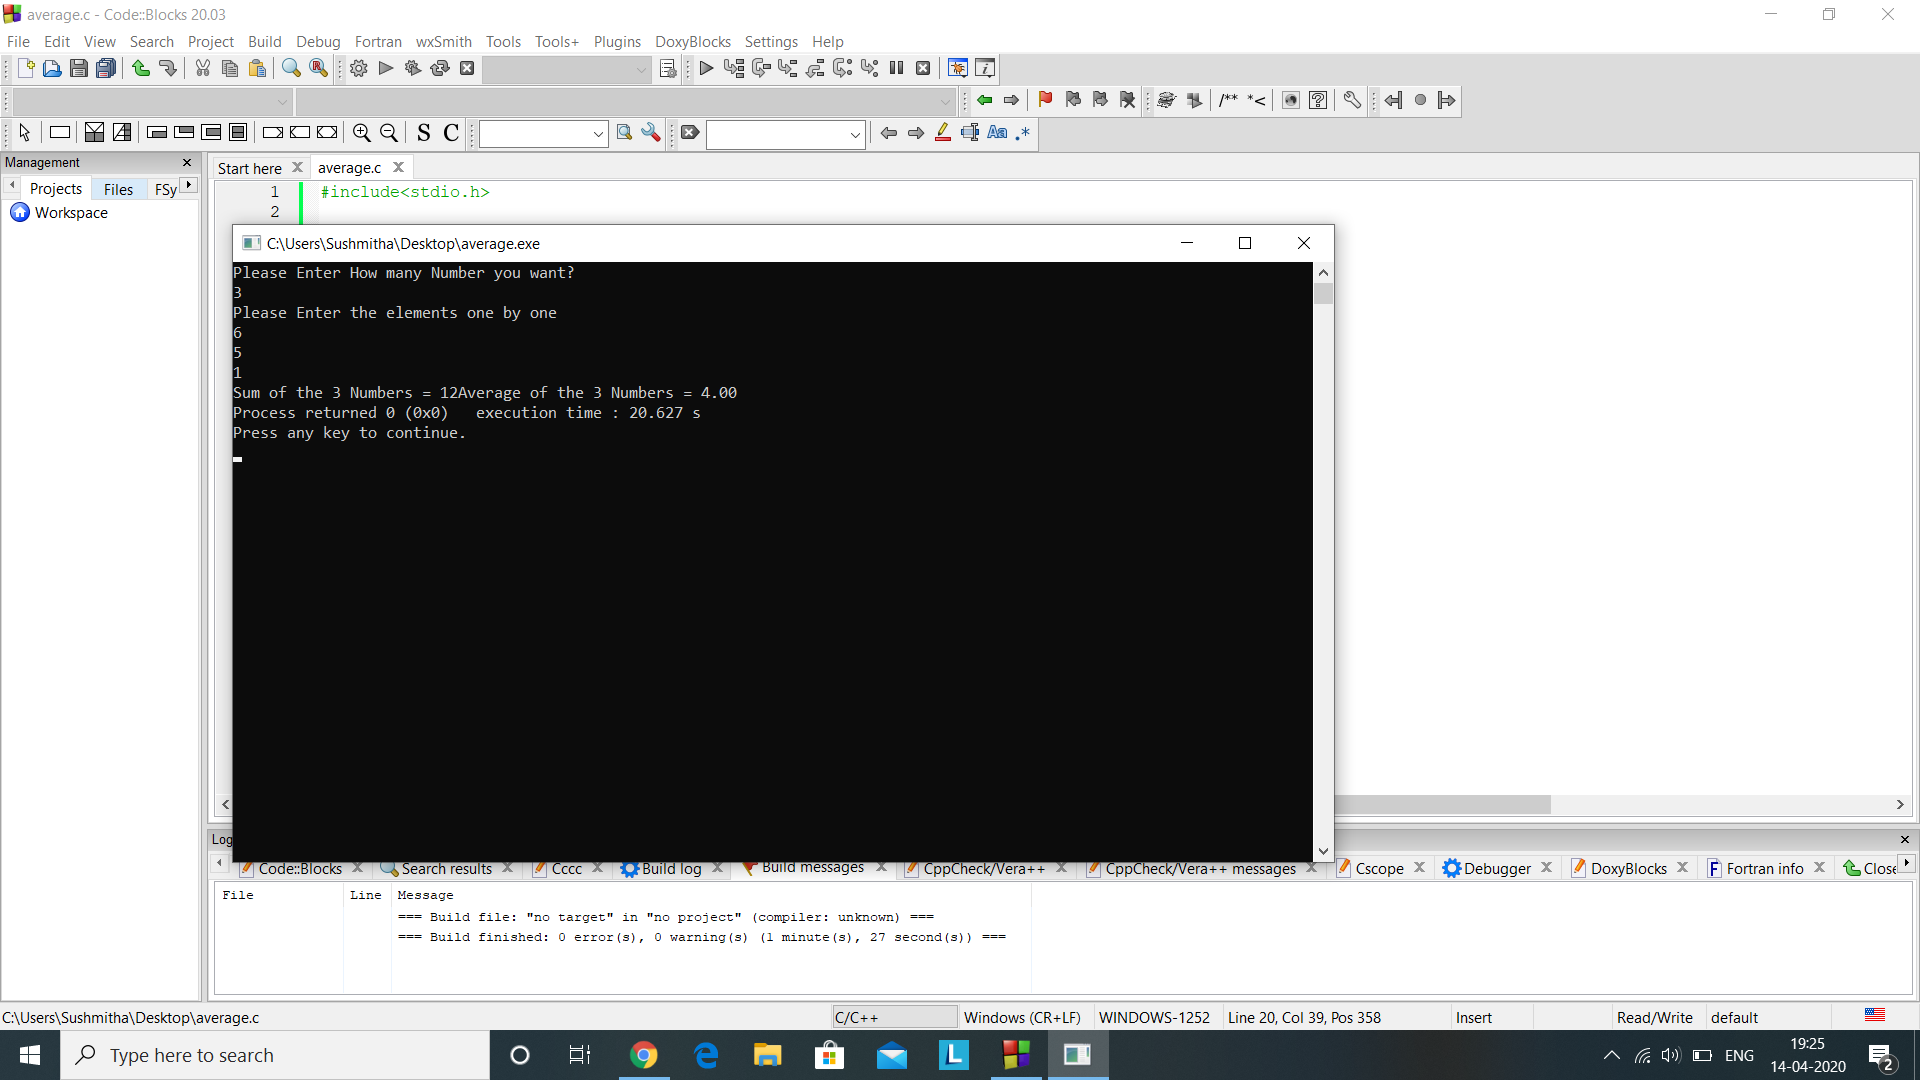 average.c - Code::Blocks 20.03
File Edit View Search Project Build Debug Fortran wxSmith Tools Tools+ Plugins DoxyBlocks Settings Help
/** *<
S C
Aa .*
Management
Projects Files FSy
Workspace
Start here average.c
1 #include<stdio.h>
2
C:\Users\Sushmitha\Desktop\average.exe
Please Enter How many Number you want?
3
Please Enter the elements one by one
6
5
1
Sum of the 3 Numbers = 12Average of the 3 Numbers = 4.00
Process returned 0 (0x0)   execution time : 20.627 s
Press any key to continue.
Log
Code::Blocks Search results Cccc Build log Build messages CppCheck/Vera++ CppCheck/Vera++ messages Cscope Debugger DoxyBlocks Fortran info Close
File Line Message
=== Build file: "no target" in "no project" (compiler: unknown) ===
=== Build finished: 0 error(s), 0 warning(s) (1 minute(s), 27 second(s)) ===
C:\Users\Sushmitha\Desktop\average.c C/C++ Windows (CR+LF) WINDOWS-1252 Line 20, Col 39, Pos 358 Insert Read/Write default
Type here to search
L
ENG
19:25
14-04-2020
2